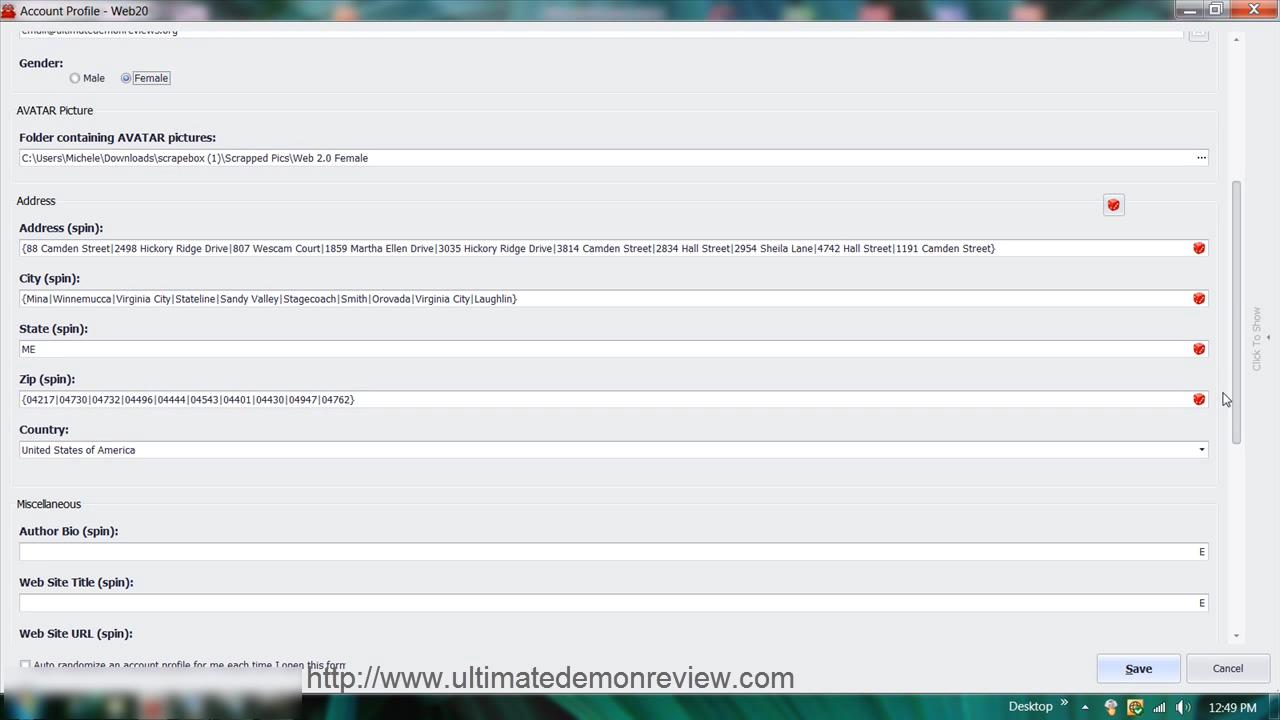 Account Profile - Web20
email@ultimatedemonreviews.org
Gender:
Male Female
AVATAR Picture
Folder containing AVATAR pictures:
C:\Users\Michele\Downloads\scrapebox (1)\Scrapped Pics\Web 2.0 Female ...
Address
Address (spin):
{88 Camden Street|2498 Hickory Ridge Drive|807 Wescam Court|1859 Martha Ellen Drive|3035 Hickory Ridge Drive|3814 Camden Street|2834 Hall Street|2954 Sheila Lane|4742 Hall Street|1191 Camden Street}
City (spin):
{Mina|Winnemucca|Virginia City|Stateline|Sandy Valley|Stagecoach|Smith|Orovada|Virginia City|Laughlin}
Click To Show
State (spin):
ME
Zip (spin):
{04217|04730|04732|04496|04444|04543|04401|04430|04947|04762}
Country:
United States of America
Miscellaneous
Author Bio (spin):
E
Web Site Title (spin):
E
Web Site URL (spin):
Auto randomize an account profile for me each time I open this form
Save Cancel
http://www.ultimatedemonreview.com
Desktop » 12:49 PM